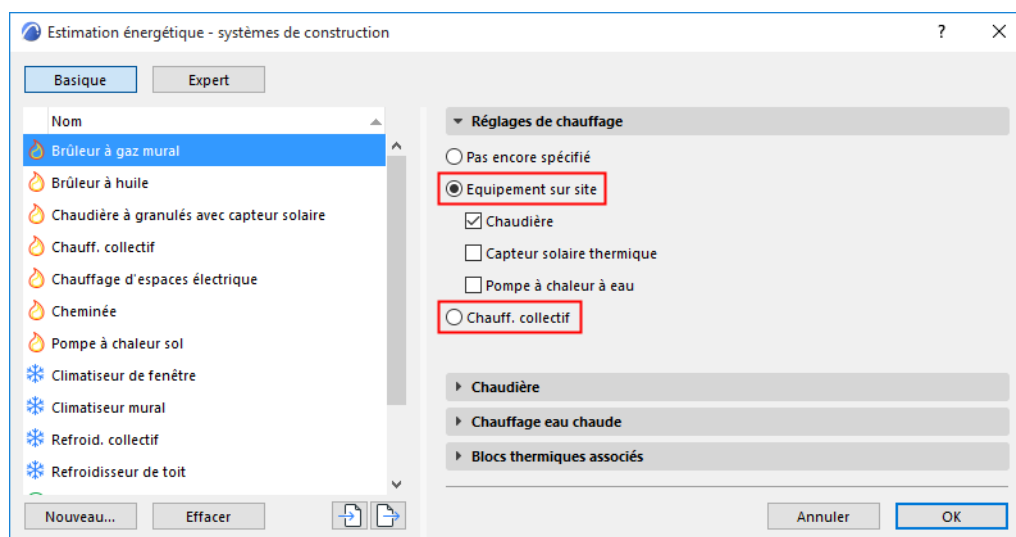 Estimation énergétique - systèmes de construction
?
Basique
Expert
Nom
Brûleur à gaz mural
Brûleur à huile
Chaudière à granulés avec capteur solaire
Chauff. collectif
Chauffage d'espaces électrique
Cheminée
Pompe à chaleur sol
Climatiseur de fenêtre
Climatiseur mural
Refroid. collectif
Refroidisseur de toit
Nouveau...
Effacer
Réglages de chauffage
Pas encore spécifié
Equipement sur site
Chaudière
Capteur solaire thermique
Pompe à chaleur à eau
Chauff. collectif
Chaudière
Chauffage eau chaude
Blocs thermiques associés
Annuler
OK